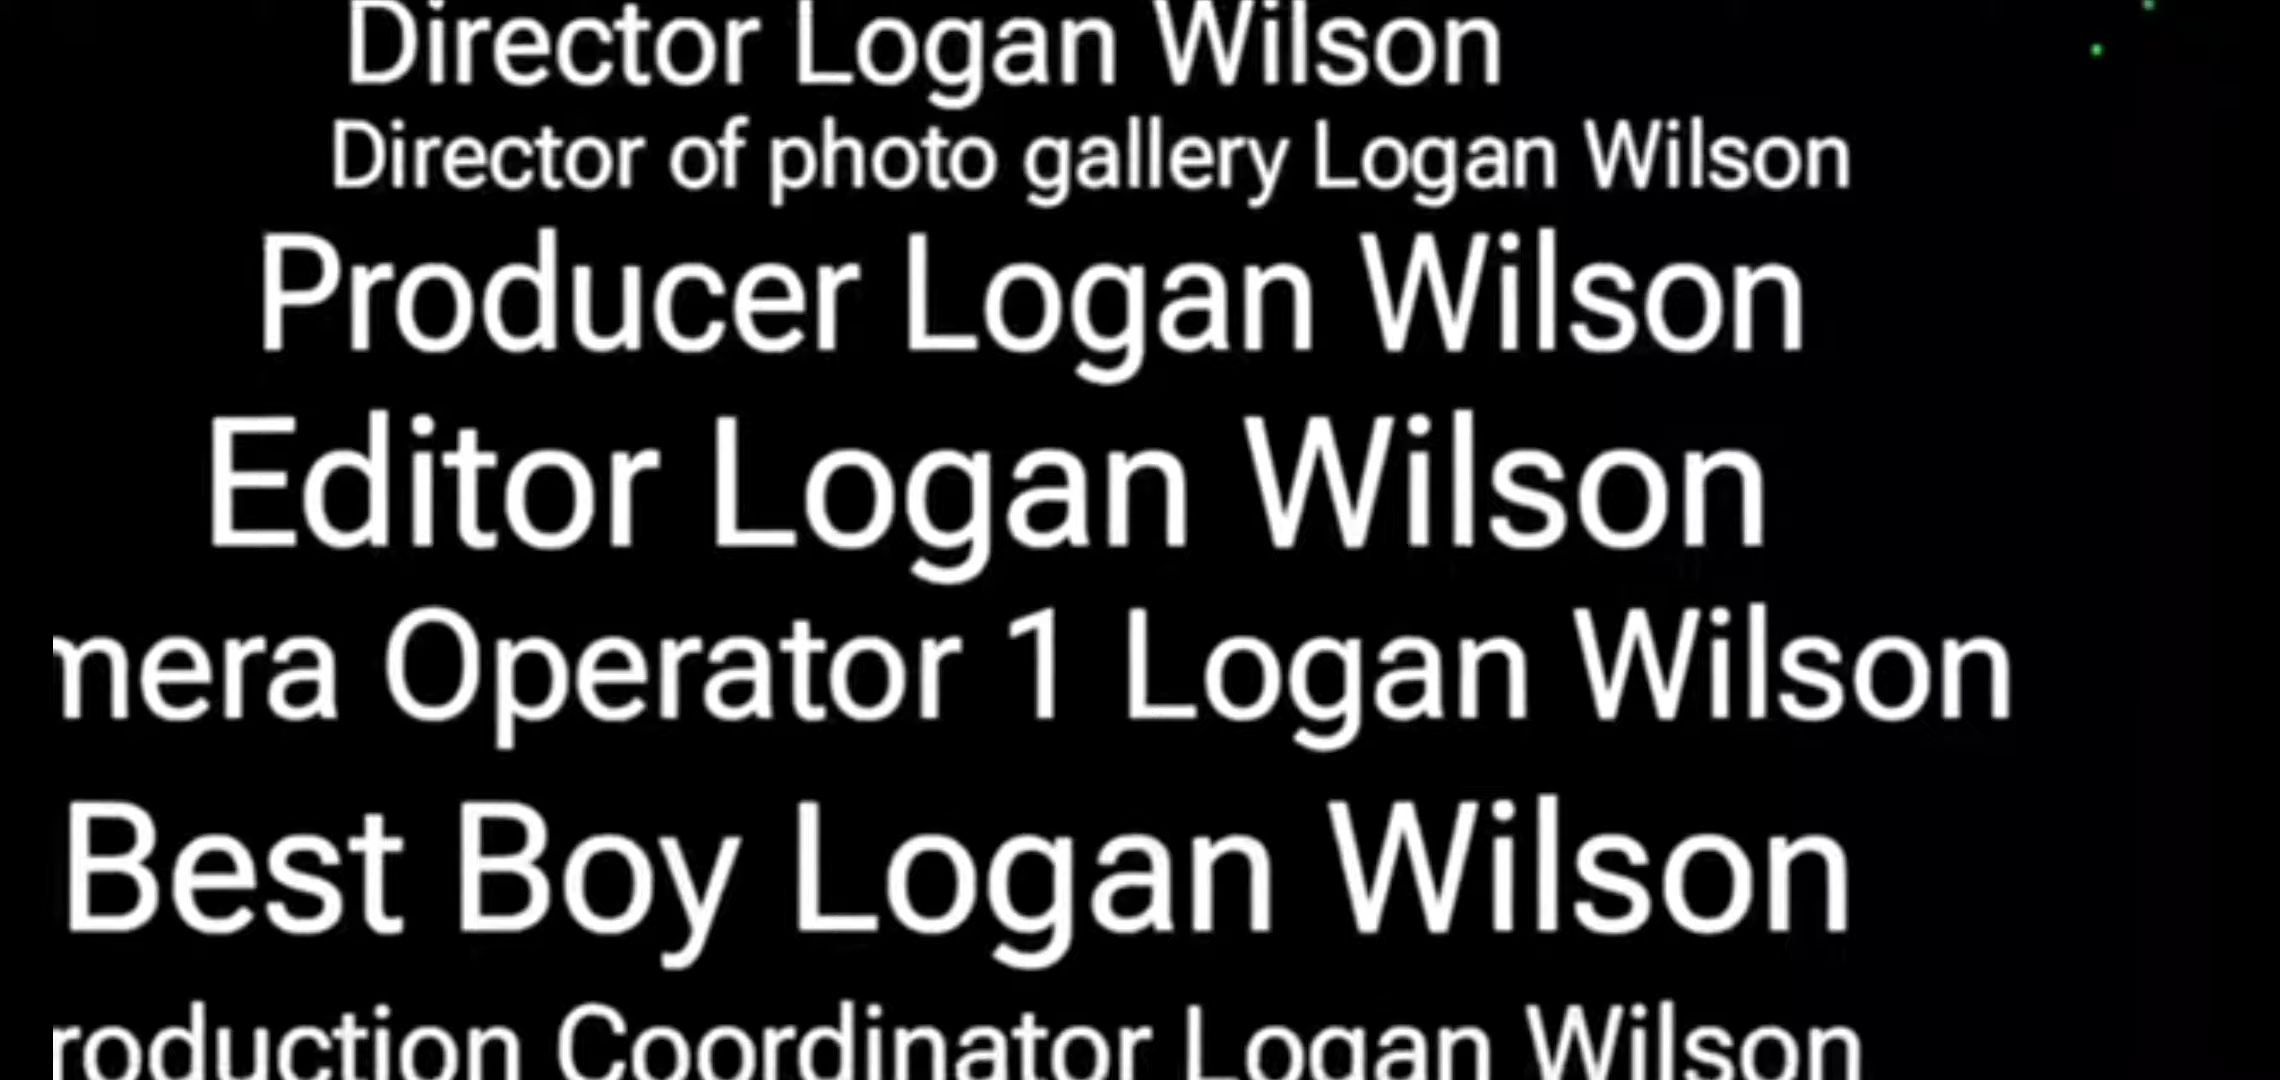 Director Logan Wilson
Director of photo gallery Logan Wilson
Producer Logan Wilson
Editor Logan Wilson
mera Operator 1 Logan Wilson
Best Boy Logan Wilson
roduction Coordinator Logan Wilson